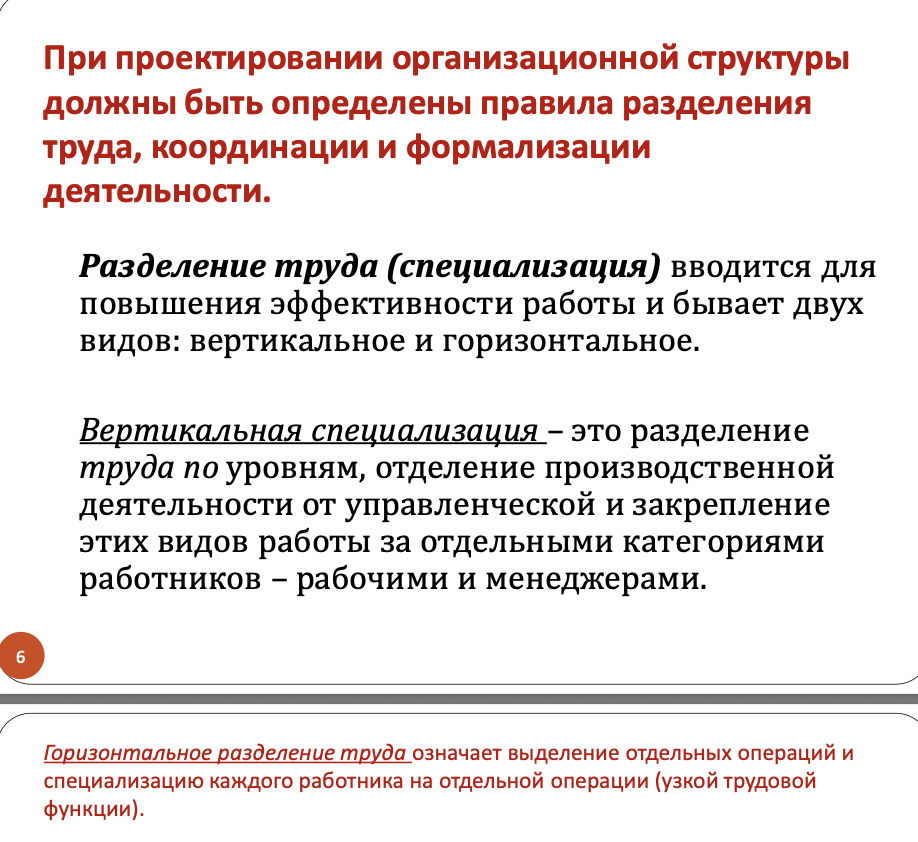 При проектировании организационной структуры
должны быть определены правила разделения
труда, координации и формализации
деятельности.
Разделение труда (специализация) вводится для
повышения эффективности работы и бывает двух
видов: вертикальное и горизонтальное.
Вертикальная специализация – это разделение
труда по уровням, отделение производственной
деятельности от управленческой и закрепление
этих видов работы за отдельными категориями
работников – рабочими и менеджерами.
6
Горизонтальное разделение труда означает выделение отдельных операций и
специализацию каждого работника на отдельной операции (узкой трудовой
функции).